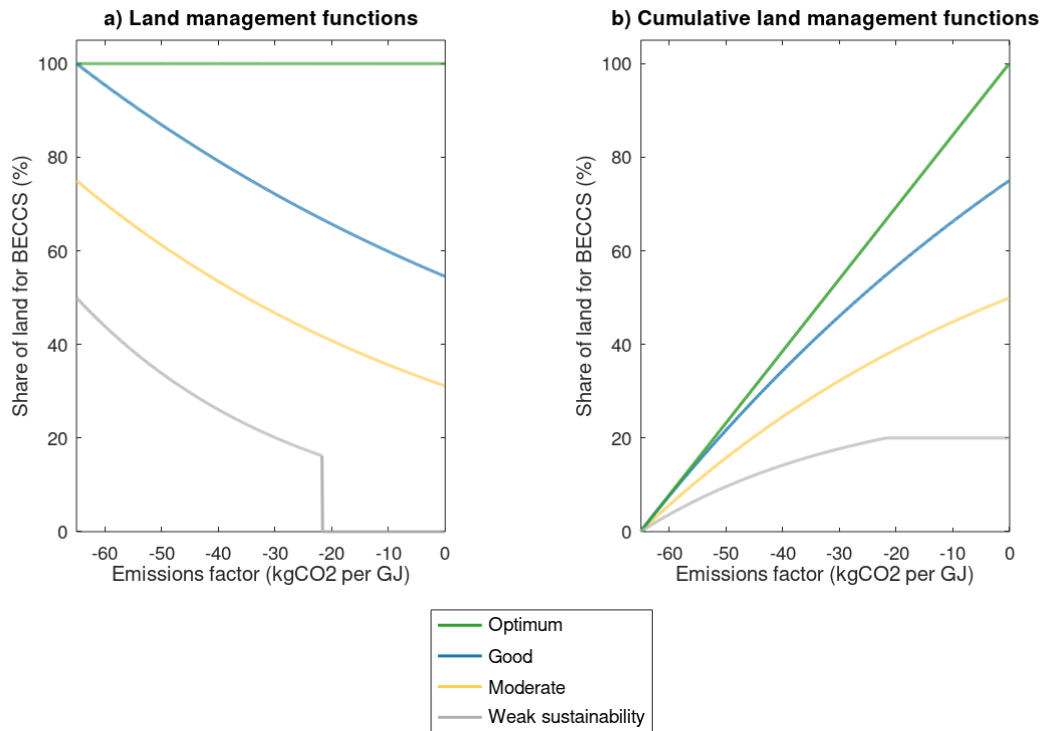 a) Land management functions
100
80
60
40
20
0
Share of land for BECCS (%)
-60 -50 -40 -30 -20 -10 0
Emissions factor (kgCO2 per GJ)
b) Cumulative land management functions
100
80
60
40
20
0
Share of land for BECCS (%)
-60 -50 -40 -30 -20 -10 0
Emissions factor (kgCO2 per GJ)
Optimum
Good
Moderate
Weak sustainability